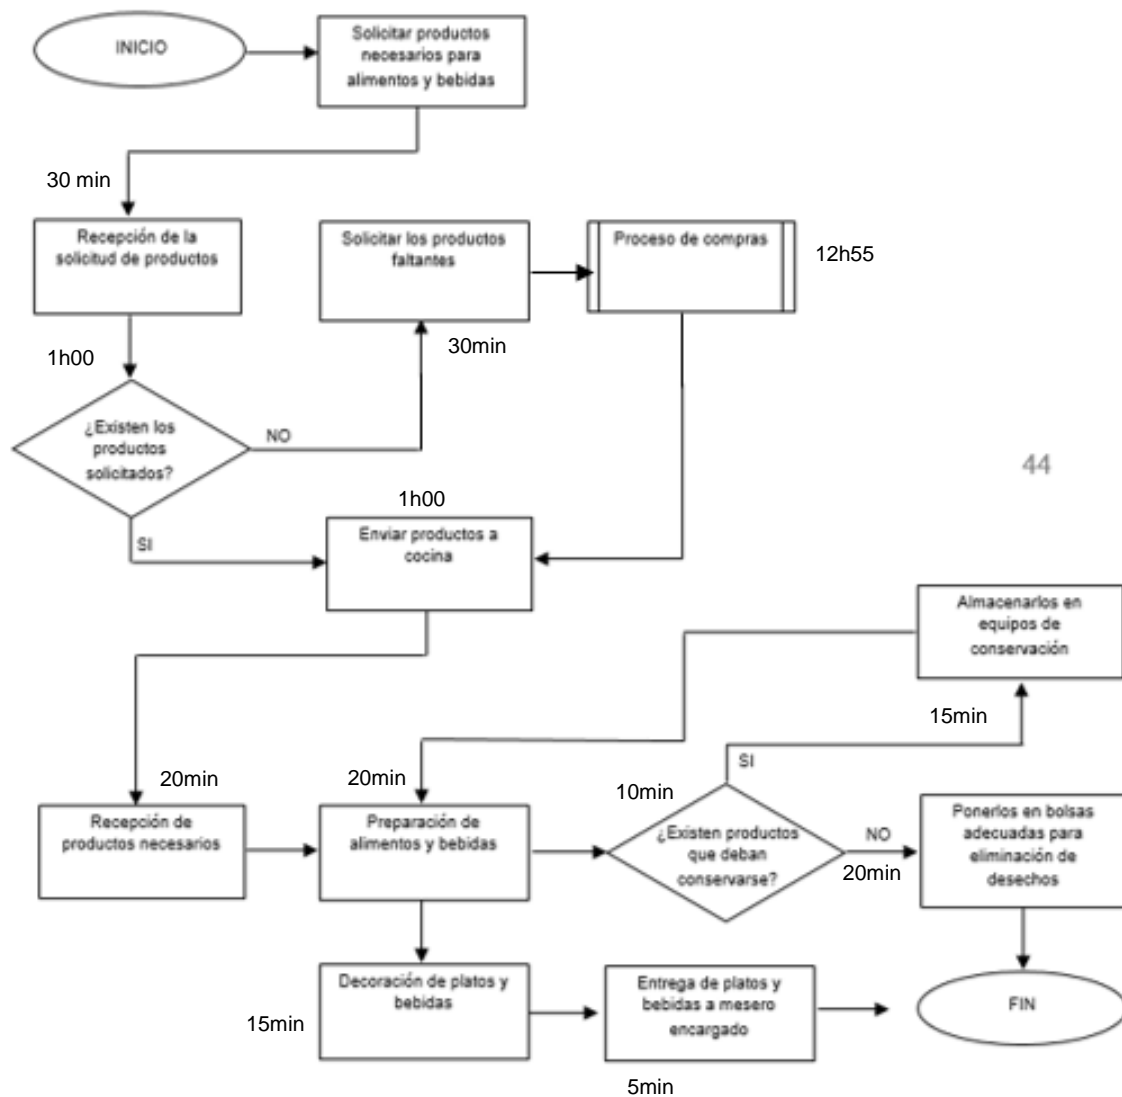 INICIO
Solicitar productos
necesarios para
alimentos y bebidas
30 min
Recepción de la
solicitud de productos
Solicitar los productos
faltantes
Proceso de compras
12h55
1h00
30min
¿Existen los
productos
solicitados?
NO
44
SI
1h00
Enviar productos a
cocina
Almacenarlos en
equipos de
conservación
15min
SI
20min
20min
10min
Recepción de
productos necesarios
Preparación de
alimentos y bebidas
¿Existen productos
que deban
conservarse?
NO
20min
Ponerlos en bolsas
adecuadas para
eliminación de
desechos
Decoración de platos y
bebidas
15min
Entrega de platos y
bebidas a mesero
encargado
5min
FIN